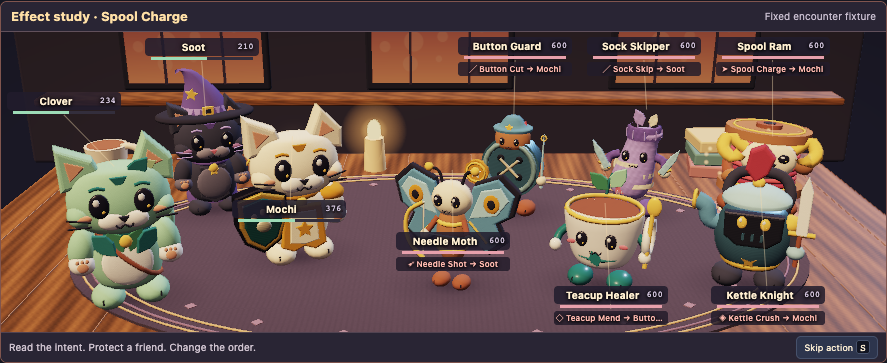 Effect study · Spool Charge
Fixed encounter fixture
Soot 210
Button Guard 600
Button Cut → Mochi
Sock Skipper 600
Sock Skip → Soot
Spool Ram 600
Spool Charge → Mochi
Clover 234
Mochi 376
Needle Moth 600
Needle Shot → Soot
Teacup Healer 600
Teacup Mend → Butto...
Kettle Knight 600
Kettle Crush → Mochi
Read the intent. Protect a friend. Change the order.
Skip action S